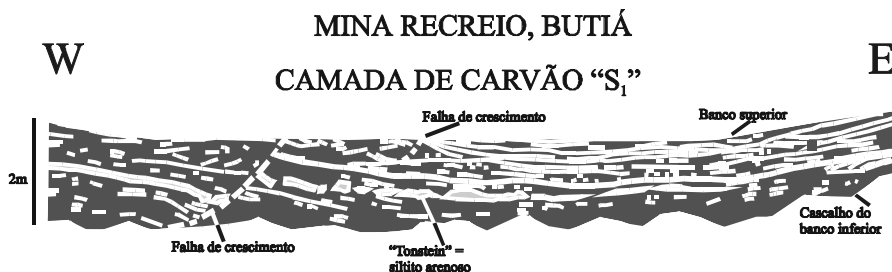 MINA RECREIO, BUTIÁ
W
E
CAMADA DE CARVÃO “S₁”
Falha de crescimento
Banco superior
2m
Falha de crescimento
“Tonstein” =
siltito arenoso
Cascalho do
banco inferior